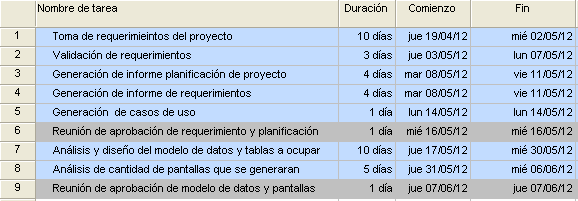 Nombre de tarea Duración Comienzo Fin
1 Toma de requerimieintos del proyecto 10 días jue 19/04/12 mié 02/05/12
2 Validación de requerimientos 3 días jue 03/05/12 lun 07/05/12
3 Generación de informe planificación de proyecto 4 días mar 08/05/12 vie 11/05/12
4 Generación de informe de requerimientos 4 días mar 08/05/12 vie 11/05/12
5 Generación de casos de uso 1 día lun 14/05/12 lun 14/05/12
6 Reunión de aprobación de requerimiento y planificación 1 día mié 16/05/12 mié 16/05/12
7 Análisis y diseño del modelo de datos y tablas a ocupar 10 días jue 17/05/12 mié 30/05/12
8 Análisis de cantidad de pantallas que se generaran 5 días jue 31/05/12 mié 06/06/12
9 Reunión de aprobación de modelo de datos y pantallas 1 día jue 07/06/12 jue 07/06/12